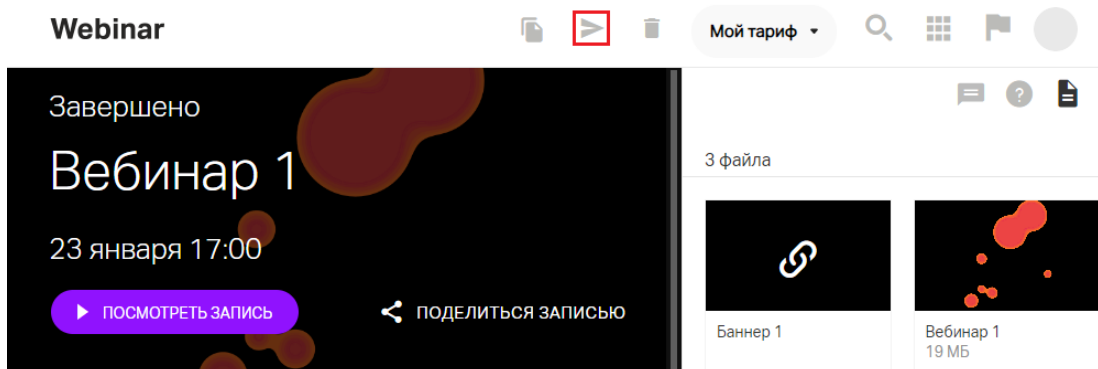 Webinar
Мой тариф
Завершено
Вебинар 1
23 января 17:00
ПОСМОТРЕТЬ ЗАПИСЬ
ПОДЕЛИТЬСЯ ЗАПИСЬЮ
3 файла
Баннер 1
Вебинар 1
19 МБ